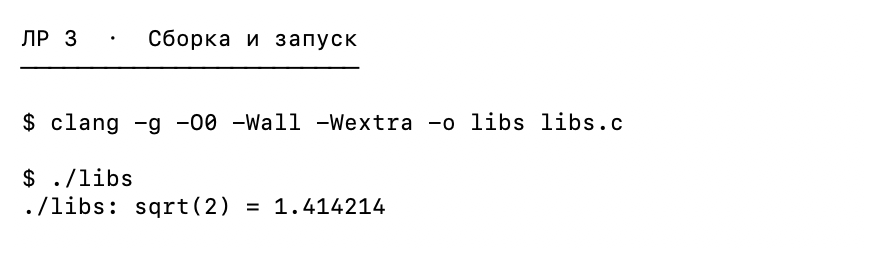 ЛР 3 · Сборка и запуск
$ clang -g -O0 -Wall -Wextra -o libs libs.c
$ ./libs
./libs: sqrt(2) = 1.414214